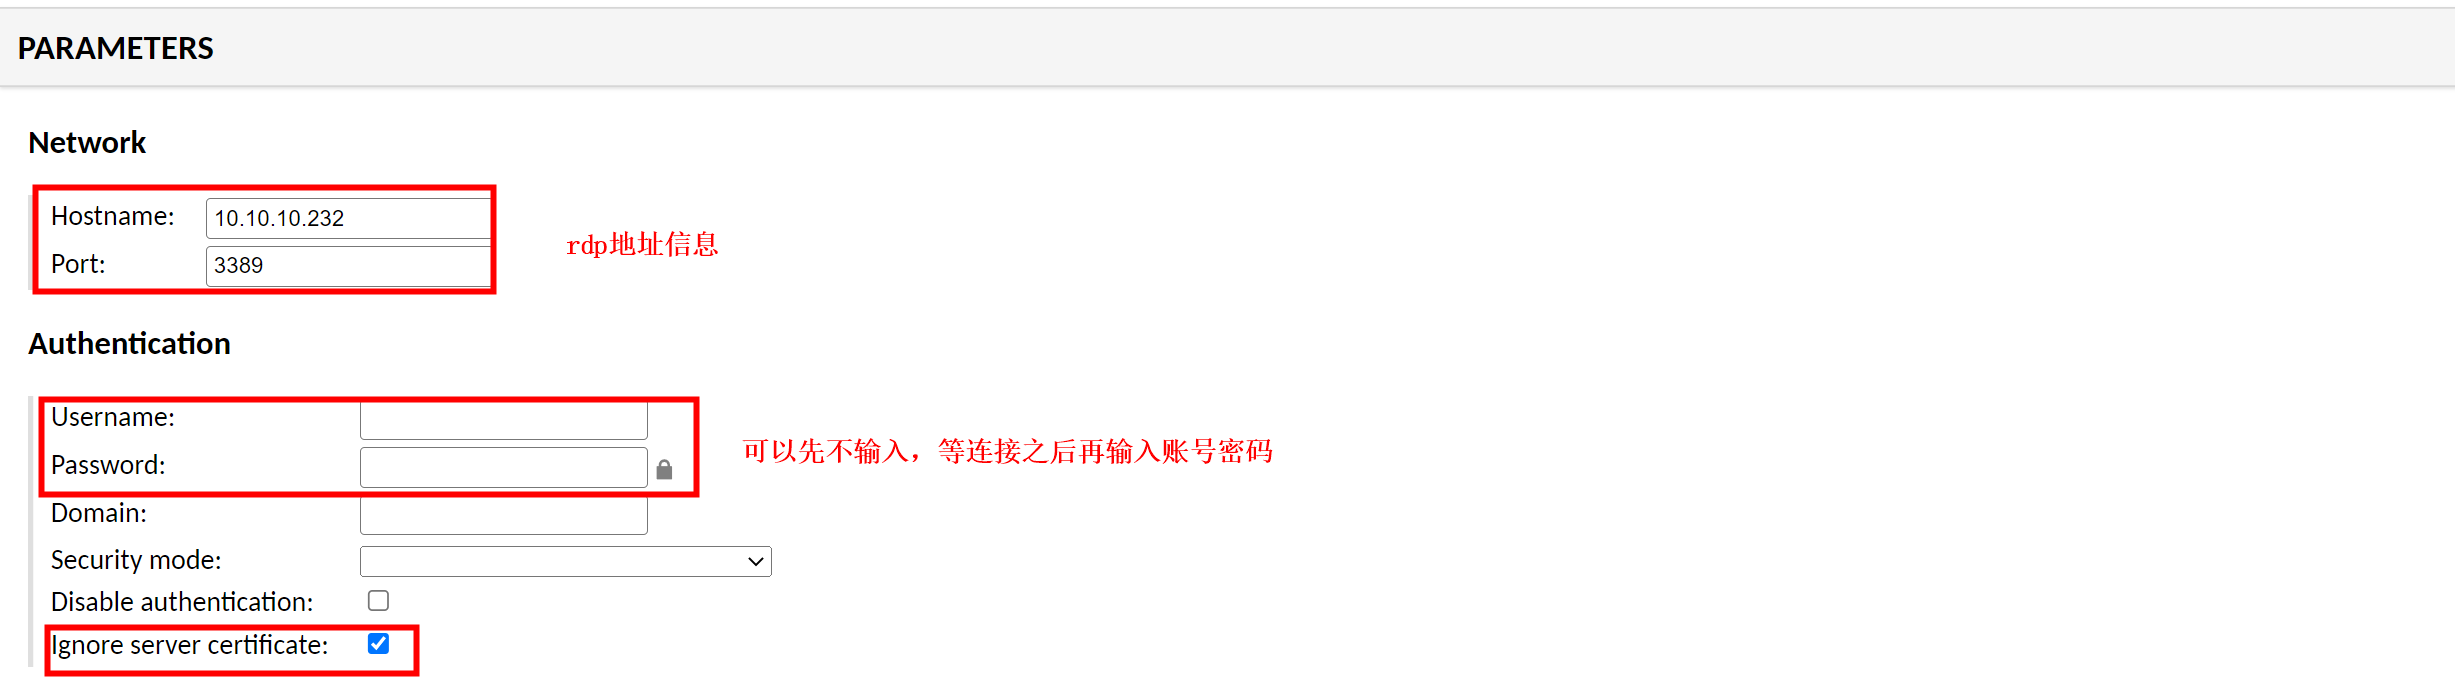 PARAMETERS
Network
Hostname: 10.10.10.232
rdp地址信息
Port: 3389
Authentication
Username:
可以先不输入，等连接之后再输入账号密码
Password:
Domain:
Security mode:
Disable authentication:
Ignore server certificate: